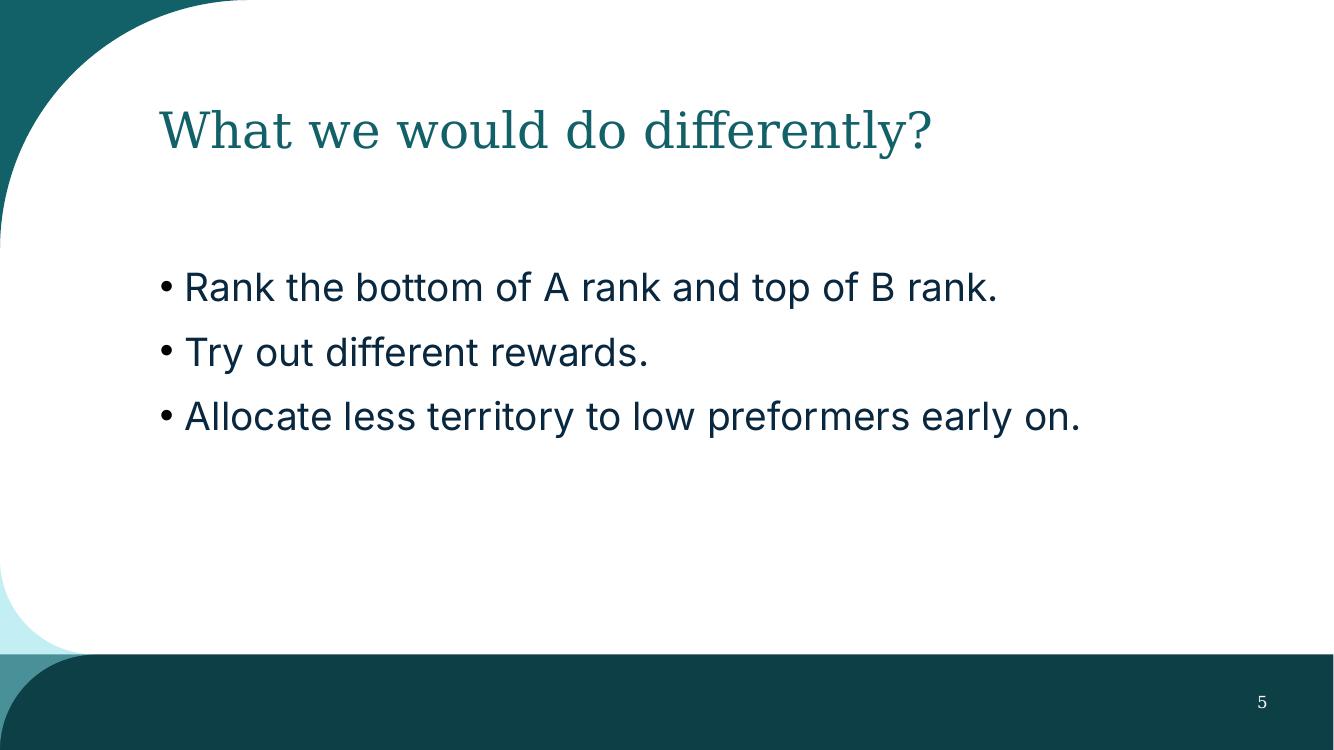 What we would do differently?
• Rank the bottom of A rank and top of B rank.
• Try out different rewards.
• Allocate less territory to low preformers early on.
5